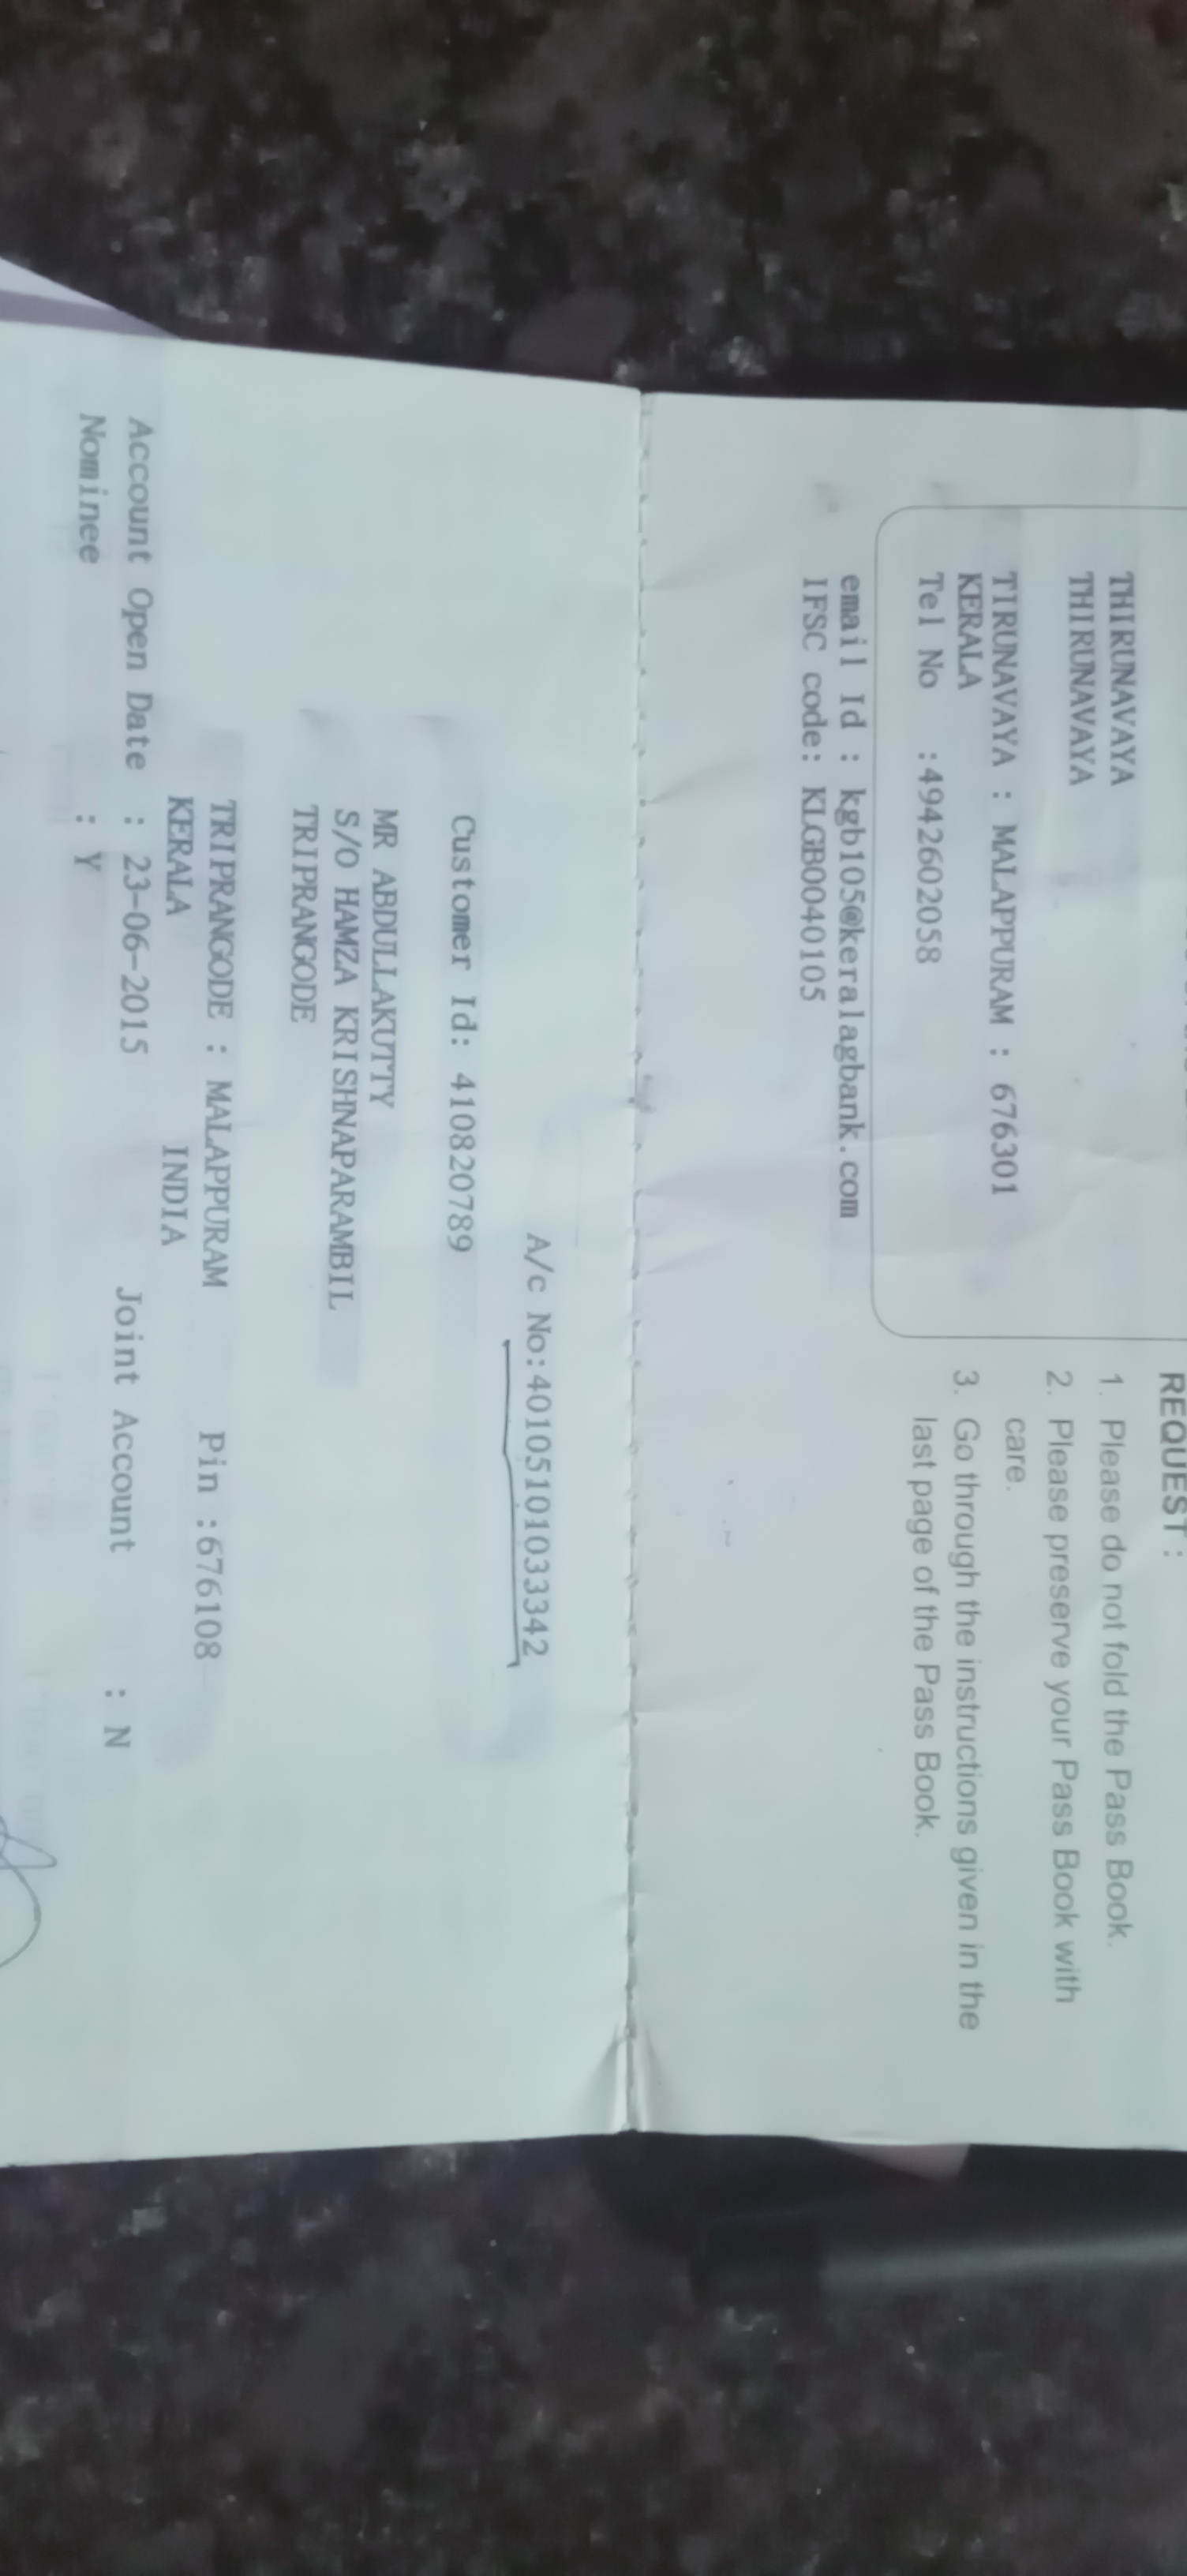 THIRUNAVAYA
THIRUNAVAYA
TIRUNAVAYA : MALAPPURAM : 676301
KERALA
Tel No :4942602058
email Id : kgb105@keralagbank.com
IFSC code: KLGB0040105
REQUEST :
1. Please do not fold the Pass Book.
2. Please preserve your Pass Book with
care.
3. Go through the instructions given in the
last page of the Pass Book.
A/c No:40105101033342
Customer Id: 410820789
MR ABDULLAKUTTY
S/O HAMZA KRISHNAPARAMBIL
TRIPRANGODE
TRIPRANGODE : MALAPPURAM Pin :676108
KERALA INDIA
Account Open Date : 23-06-2015 Joint Account : N
Nominee : Y